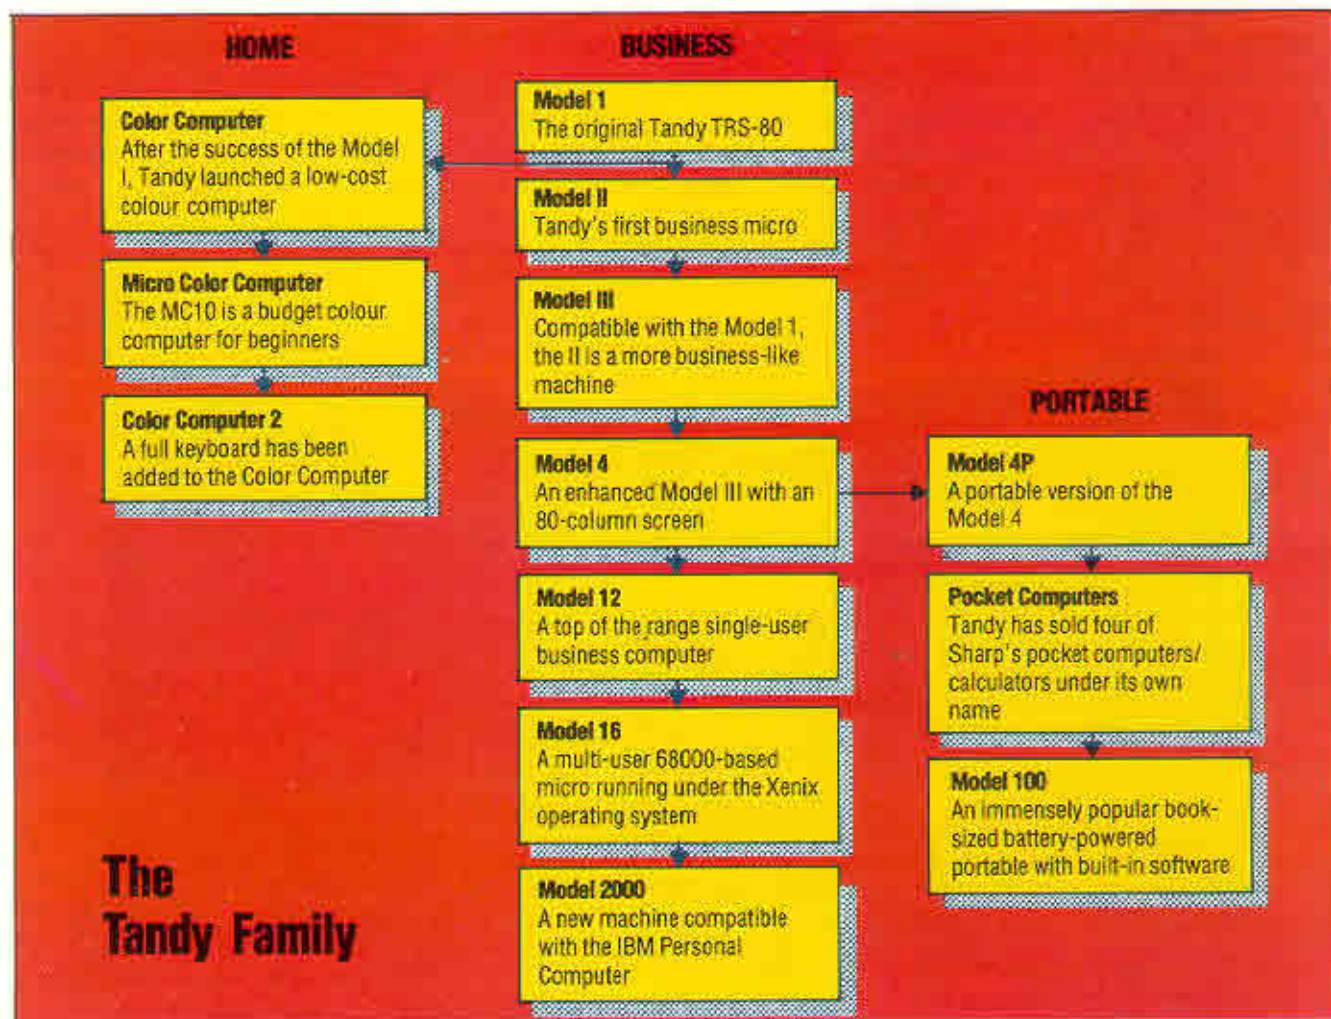 HOME
Color Computer
After the success of the Model
I, Tandy launched a low-cost
colour computer
Micro Color Computer
The MC10 is a budget colour
computer for beginners
Color Computer 2
A full keyboard has been
added to the Color Computer
BUSINESS
Model 1
The original Tandy TRS-80
Model II
Tandy's first business micro
Model III
Compatible with the Model 1,
the II is a more business-like
machine
Model 4
An enhanced Model III with an
80-column screen
Model 12
A top of the range single-user
business computer
Model 16
A multi-user 68000-based
micro running under the Xenix
operating system
Model 2000
A new machine compatible
with the IBM Personal
Computer
PORTABLE
Model 4P
A portable version of the
Model 4
Pocket Computers
Tandy has sold four of
Sharp's pocket computers/
calculators under its own
name
Model 100
An immensely popular book-
sized battery-powered
portable with built-in software
The
Tandy Family